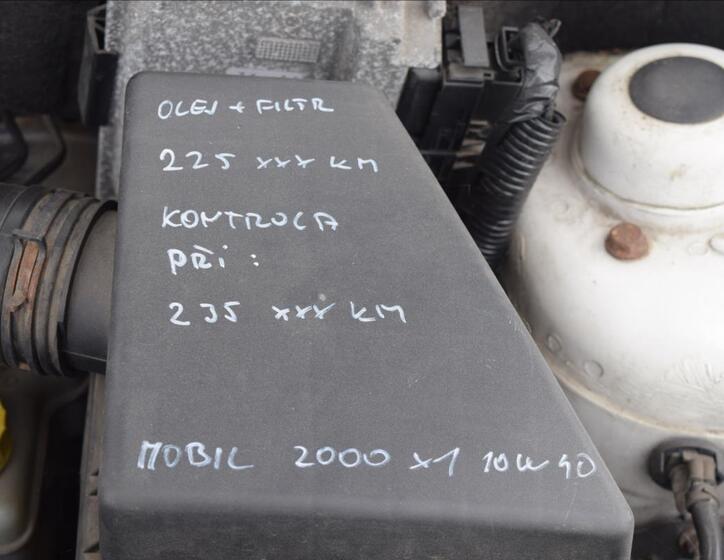 OLEJ + FILTR
225 xxx KM
KONTROLA
PŘI :
235 xxx KM
MOBIL 2000 x1 10W40